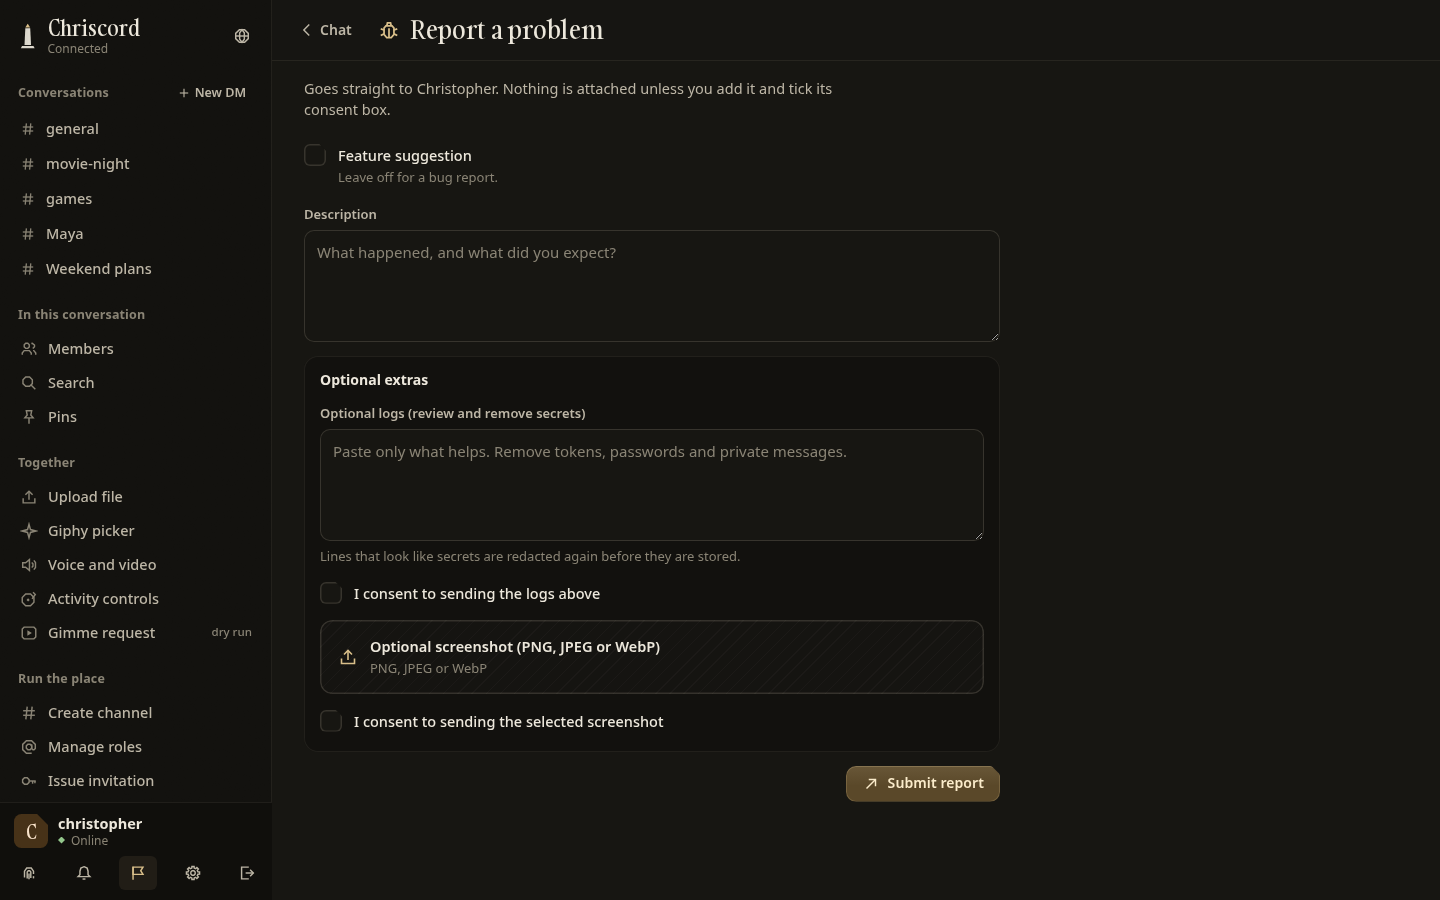 Chriscord
Connected
Conversations
New DM
general
movie-night
games
Maya
Weekend plans
In this conversation
Members
Search
Pins
Together
Upload file
Giphy picker
Voice and video
Activity controls
Gimme request
dry run
Run the place
Create channel
Manage roles
Issue invitation
C
christopher
Online
Chat
Report a problem
Goes straight to Christopher. Nothing is attached unless you add it and tick its
consent box.
Feature suggestion
Leave off for a bug report.
Description
What happened, and what did you expect?
Optional extras
Optional logs (review and remove secrets)
Paste only what helps. Remove tokens, passwords and private messages.
Lines that look like secrets are redacted again before they are stored.
I consent to sending the logs above
Optional screenshot (PNG, JPEG or WebP)
PNG, JPEG or WebP
I consent to sending the selected screenshot
Submit report